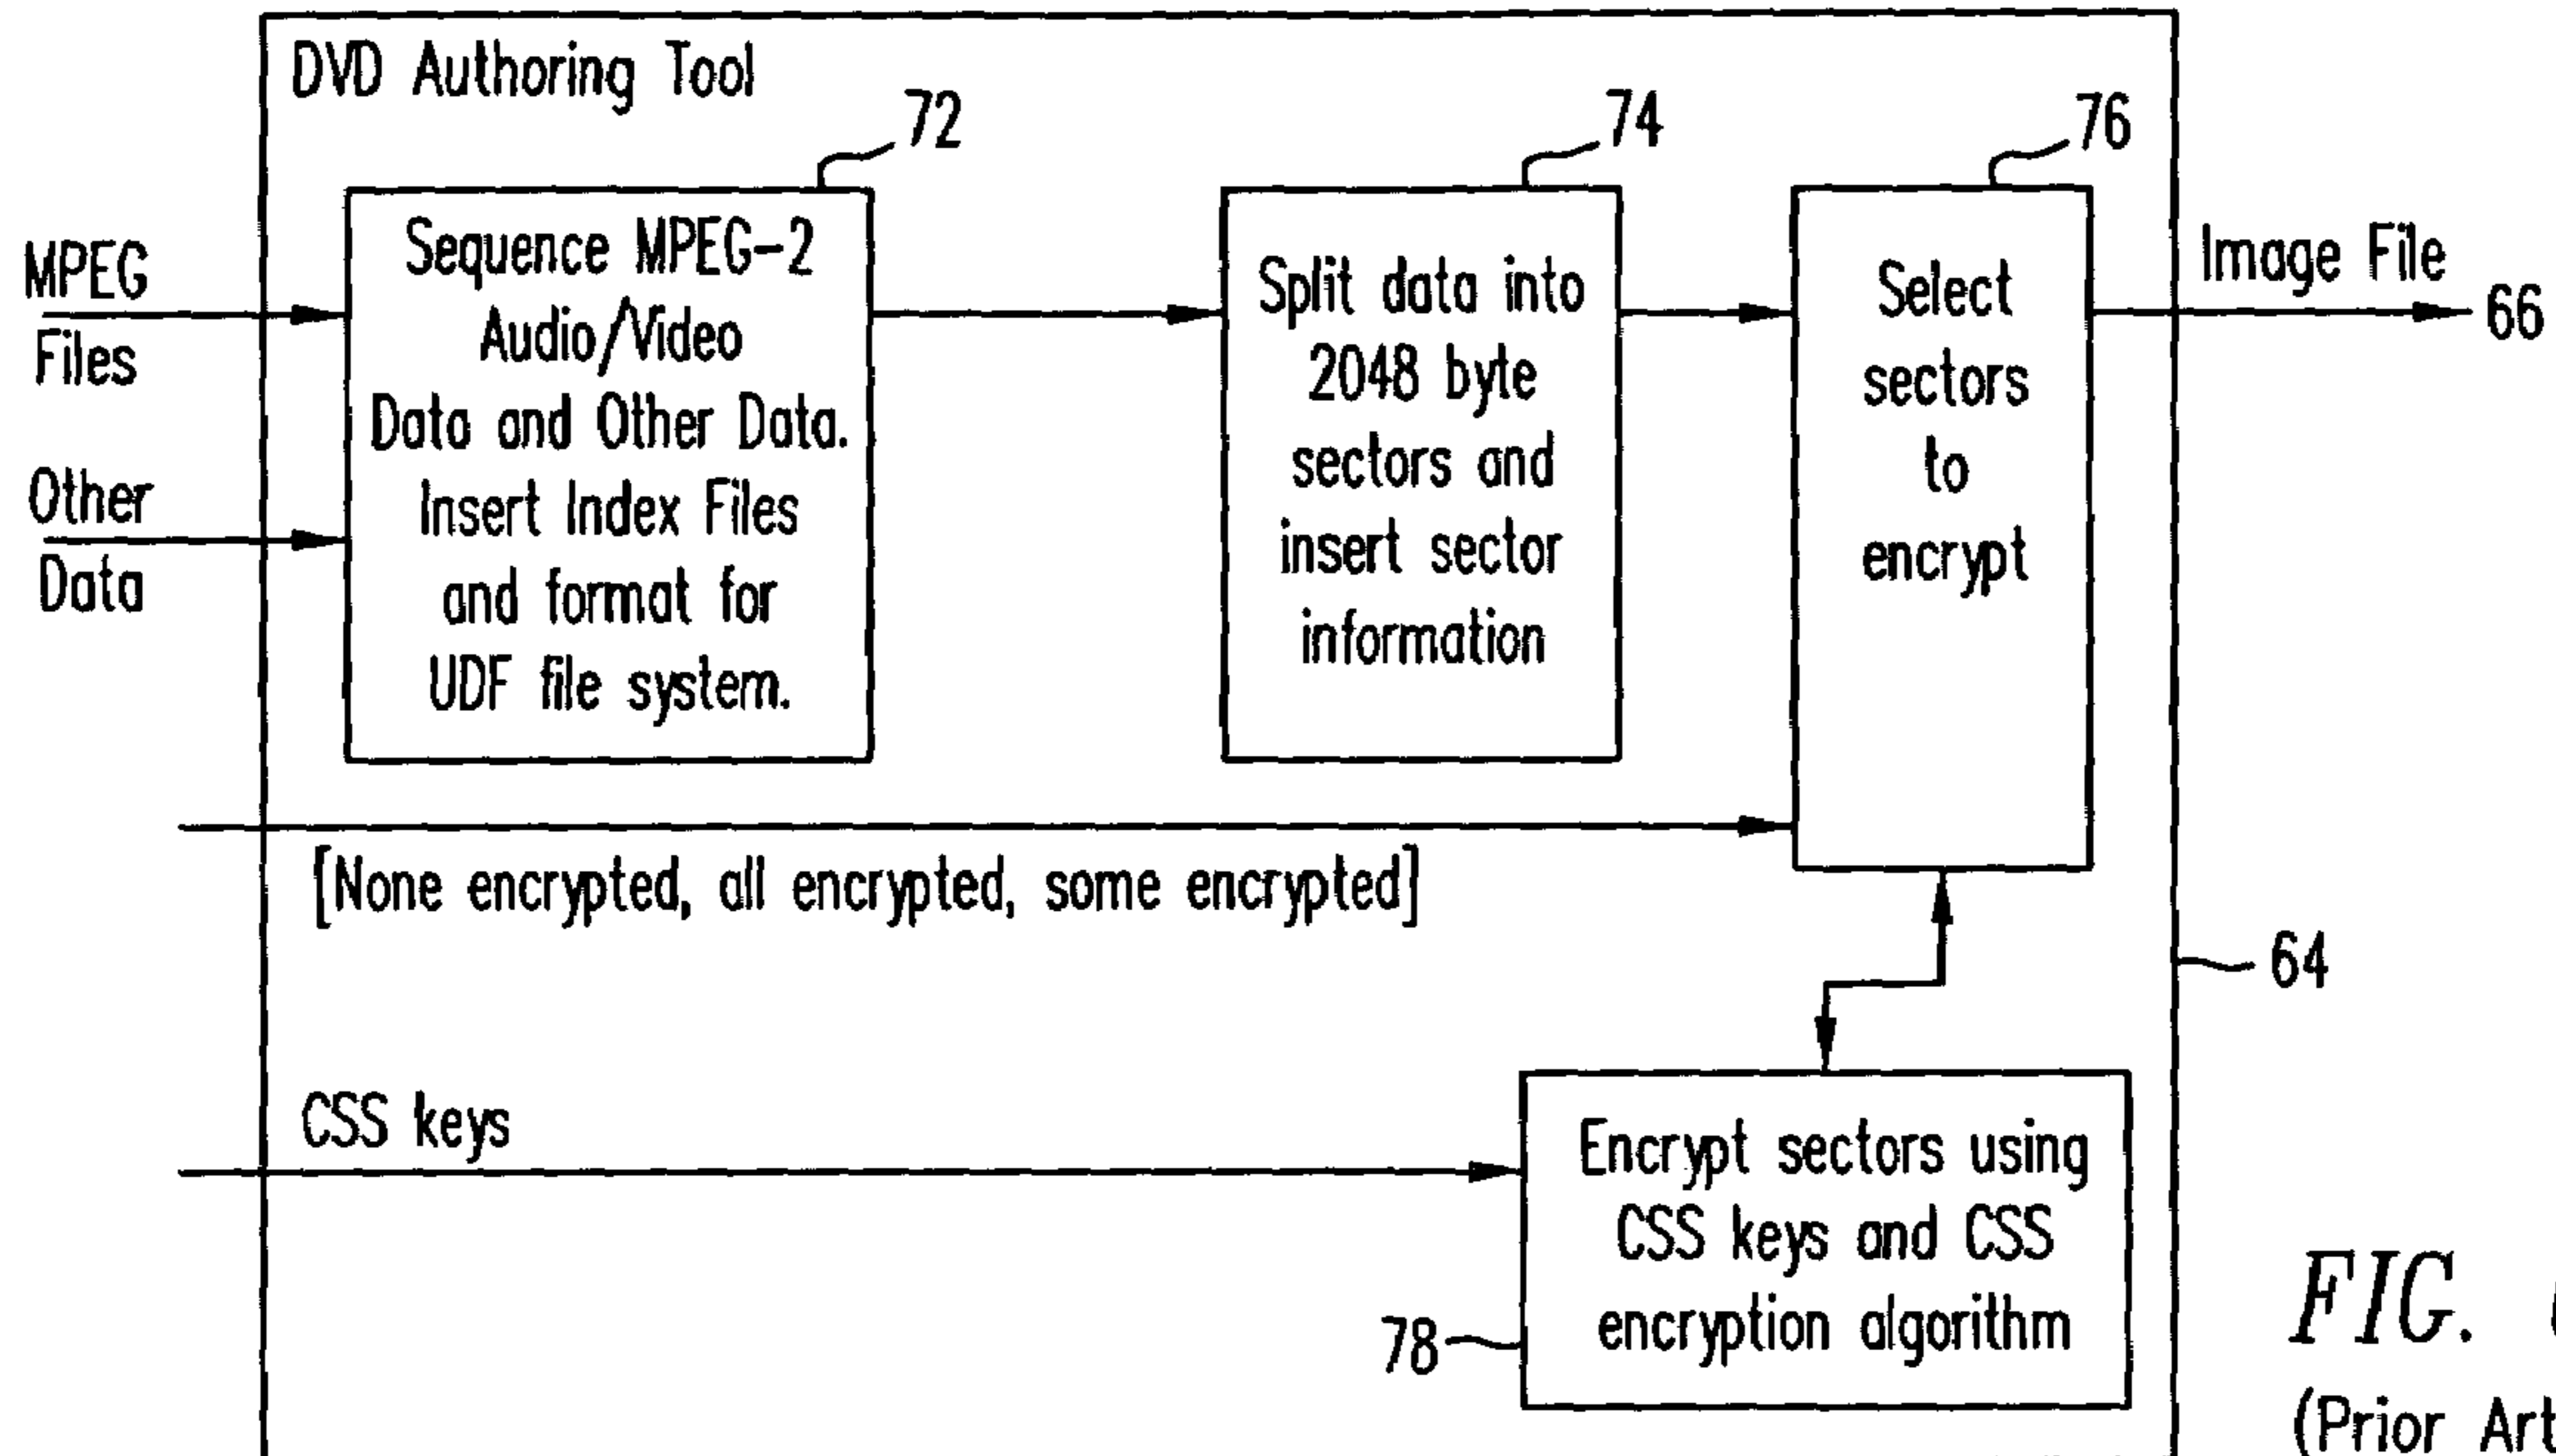 DVD Authoring Tool
72
74
76
MPEG
Files
Other
Data
Sequence MPEG-2
Audio/Video
Data and Other Data.
Insert Index Files
and format for
UDF file system.
Split data into
2048 byte
sectors and
insert sector
information
Select
sectors
to
encrypt
Image File
66
[None encrypted, all encrypted, some encrypted]
64
CSS keys
Encrypt sectors using
CSS keys and CSS
encryption algorithm
78
FIG.
(Prior Art